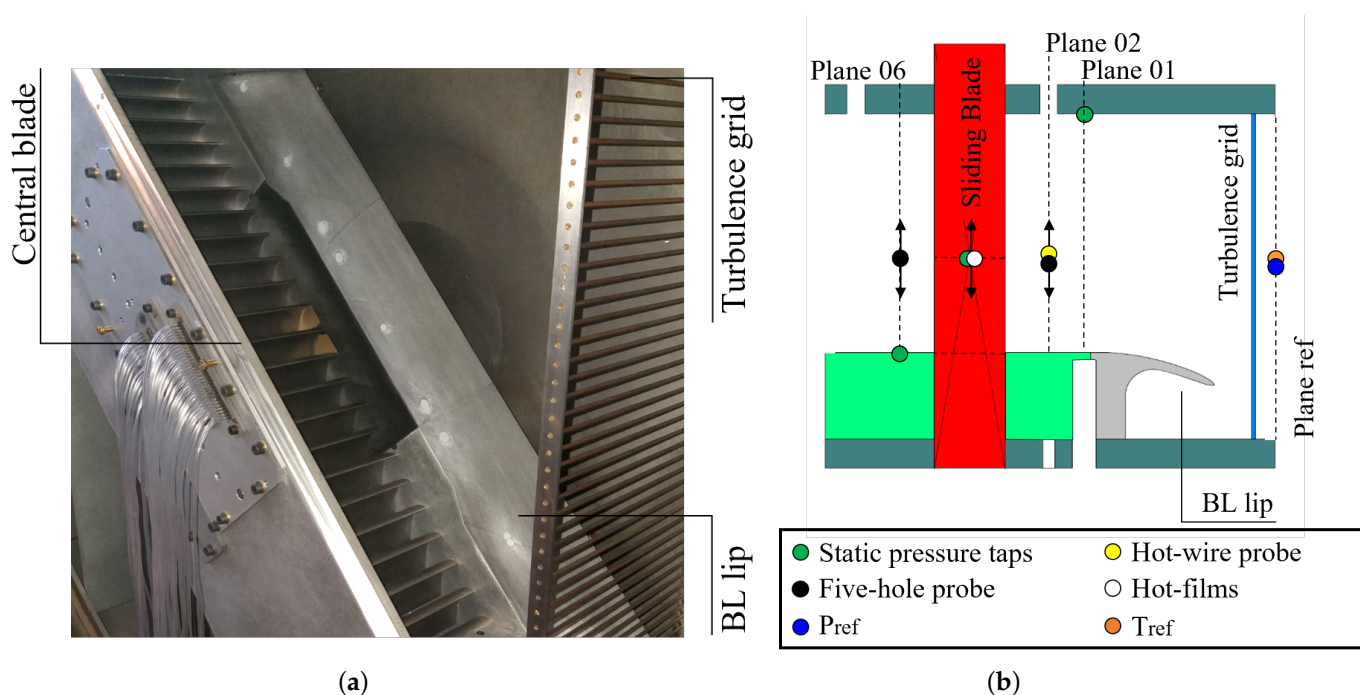 Central blade
Turbulence grid
BL lip
(a)
Plane 06
Plane 02
Plane 01
Sliding Blade
Turbulence grid
Plane ref
BL lip
Static pressure taps
Hot-wire probe
Five-hole probe
Hot-films
Pref
Tref
(b)